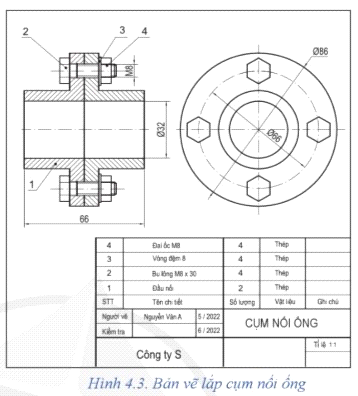 2
3
4
M8
Ø32
1
66
Ø86
Ø66
4 Đai ốc M8 4 Thép
3 Vòng đệm 8 4 Thép
2 Bu lông M8 x 30 4 Thép
1 Đầu nối 2 Thép
STT Tên chi tiết Số lượng Vật liệu Ghi chú
Người vẽ Nguyễn Văn A 5 / 2022
Kiểm tra 6 / 2022
CỤM NỐI ỐNG
Công ty S
Tỉ lệ 1:1
Hình 4.3. Bản vẽ lắp cụm nối ống